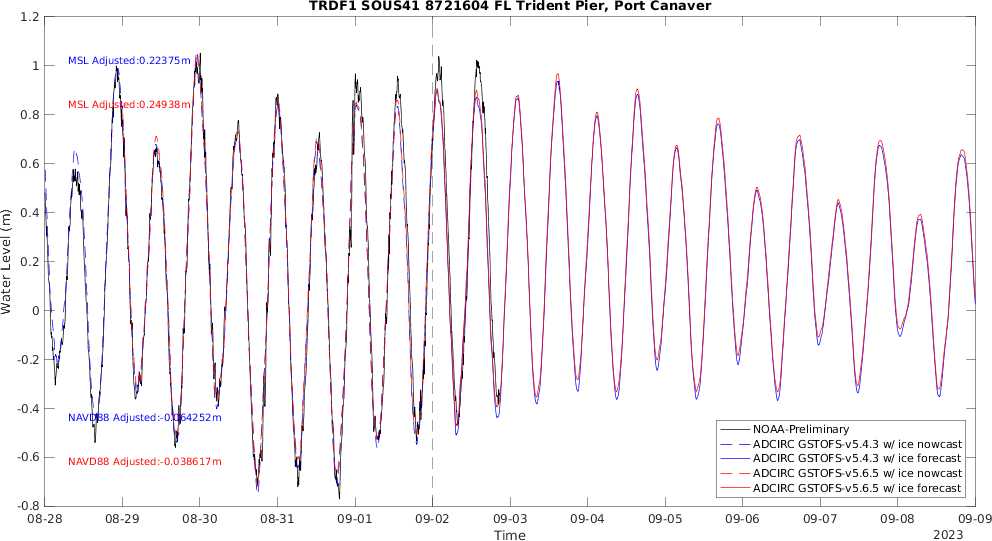 TRDF1 SOUS41 8721604 FL Trident Pier, Port Canaver
1.2
1
0.8
0.6
0.4
0.2
0
-0.2
-0.4
-0.6
-0.8
Water Level (m)
MSL Adjusted:0.22375m
MSL Adjusted:0.24938m
NAVD88 Adjusted:-0.064252m
NAVD88 Adjusted:-0.038617m
NOAA-Preliminary
ADCIRC GSTOFS-v5.4.3 w/ ice nowcast
ADCIRC GSTOFS-v5.4.3 w/ ice forecast
ADCIRC GSTOFS-v5.6.5 w/ ice nowcast
ADCIRC GSTOFS-v5.6.5 w/ ice forecast
08-28 08-29 08-30 08-31 09-01 09-02 09-03 09-04 09-05 09-06 09-07 09-08 09-09
Time
2023